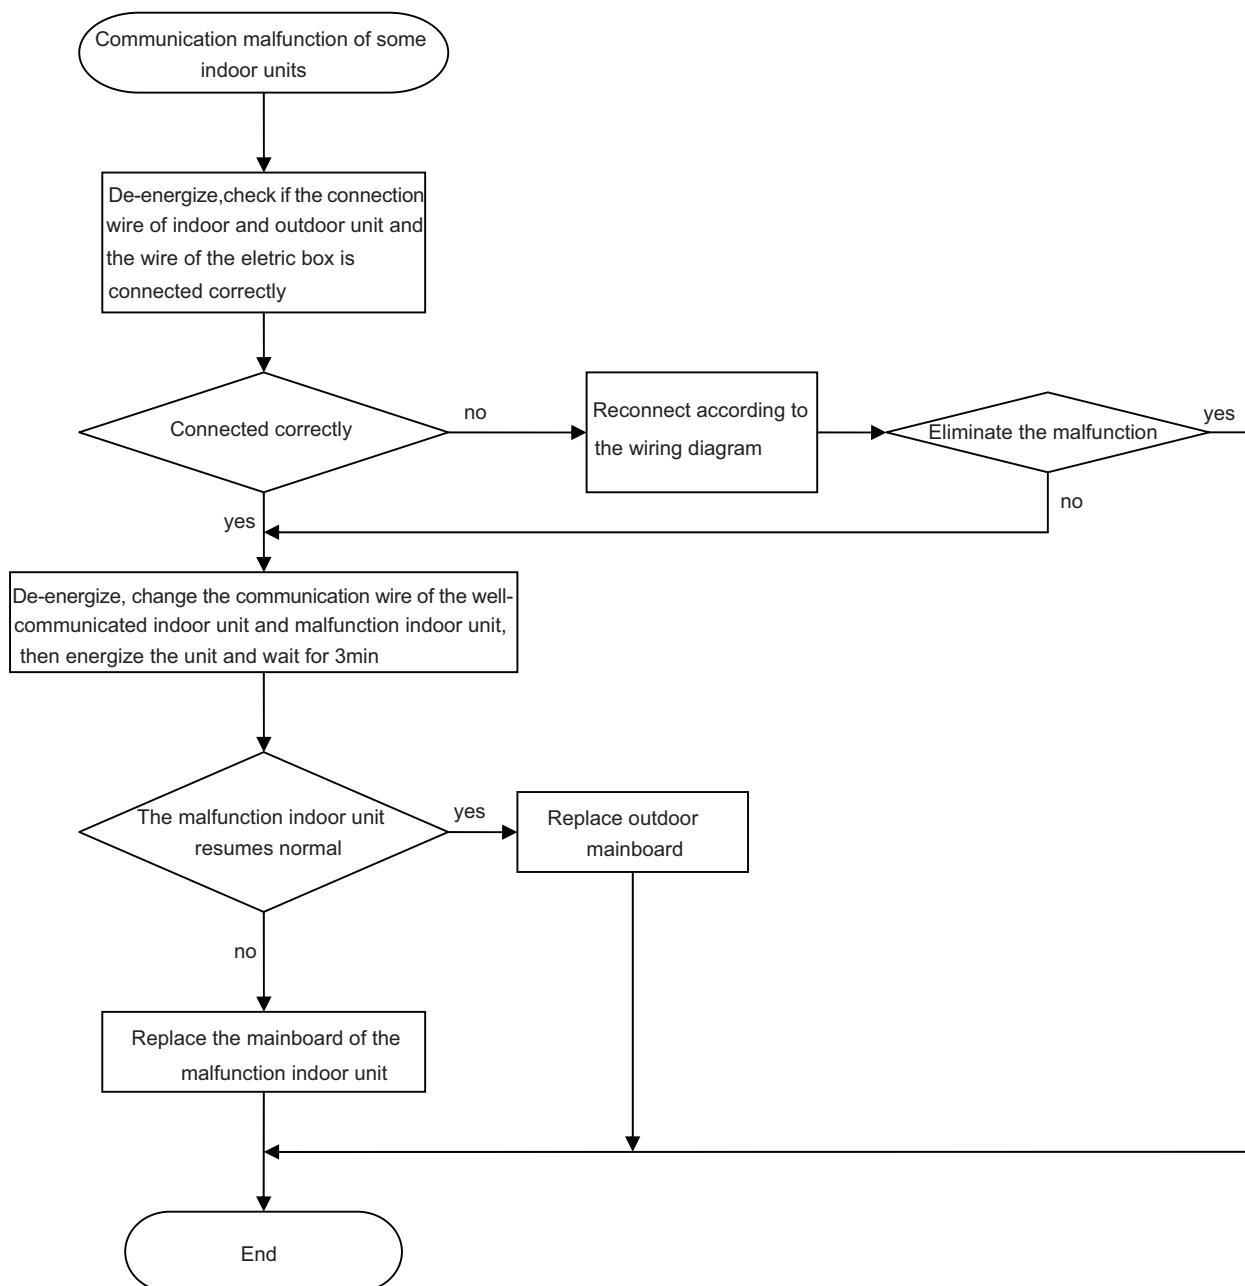 Communication malfunction of some
indoor units
De-energize,check if the connection
wire of indoor and outdoor unit and
the wire of the eletric box is
connected correctly
Connected correctly
no
Reconnect according to
the wiring diagram
Eliminate the malfunction
yes
no
yes
De-energize, change the communication wire of the well-
communicated indoor unit and malfunction indoor unit,
then energize the unit and wait for 3min
The malfunction indoor unit
resumes normal
yes
Replace outdoor
mainboard
no
Replace the mainboard of the
malfunction indoor unit
End